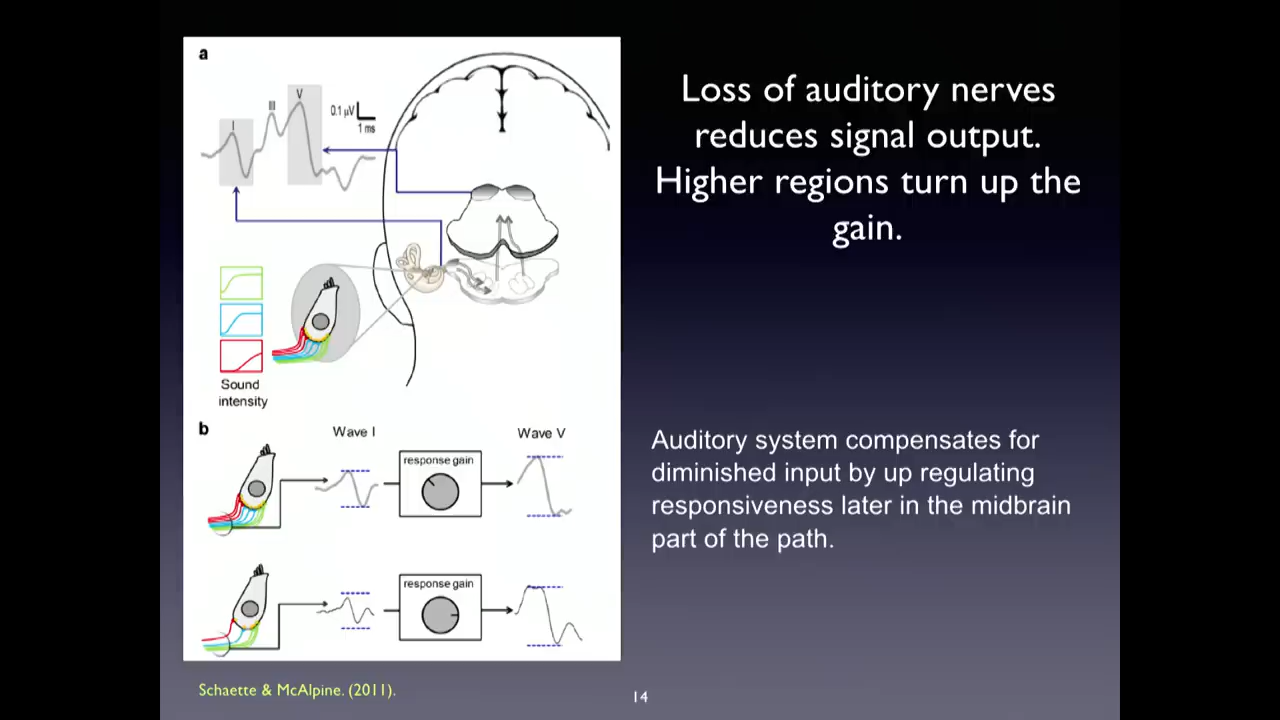 a
V
III
I
0.1 µV
1 ms
Sound
intensity
b
Wave I
Wave V
response gain
response gain
Schaette & McAlpine. (2011).
Loss of auditory nerves
reduces signal output.
Higher regions turn up the
gain.
Auditory system compensates for
diminished input by up regulating
responsiveness later in the midbrain
part of the path.
14